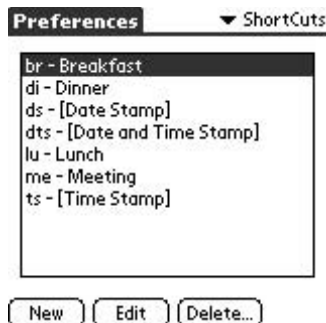 Preferences
ShortCuts
br - Breakfast
di - Dinner
ds - [Date Stamp]
dts - [Date and Time Stamp]
lu - Lunch
me - Meeting
ts - [Time Stamp]
New
Edit
Delete...